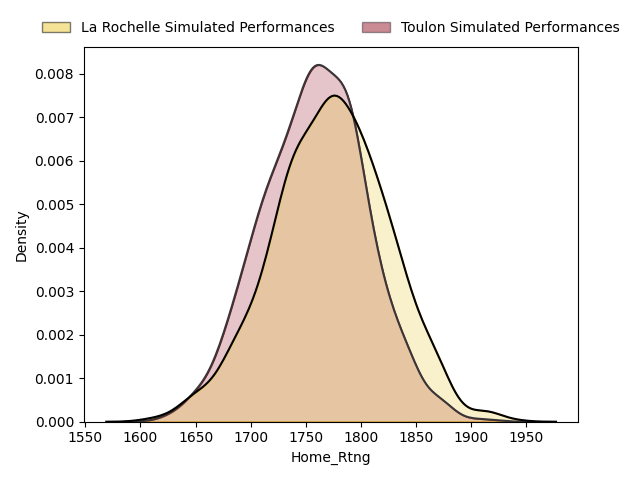 La Rochelle Simulated Performances
Toulon Simulated Performances
0.008
0.007
0.006
0.005
0.004
0.003
0.002
0.001
0.000
Density
1550 1600 1650 1700 1750 1800 1850 1900 1950
Home_Rtng